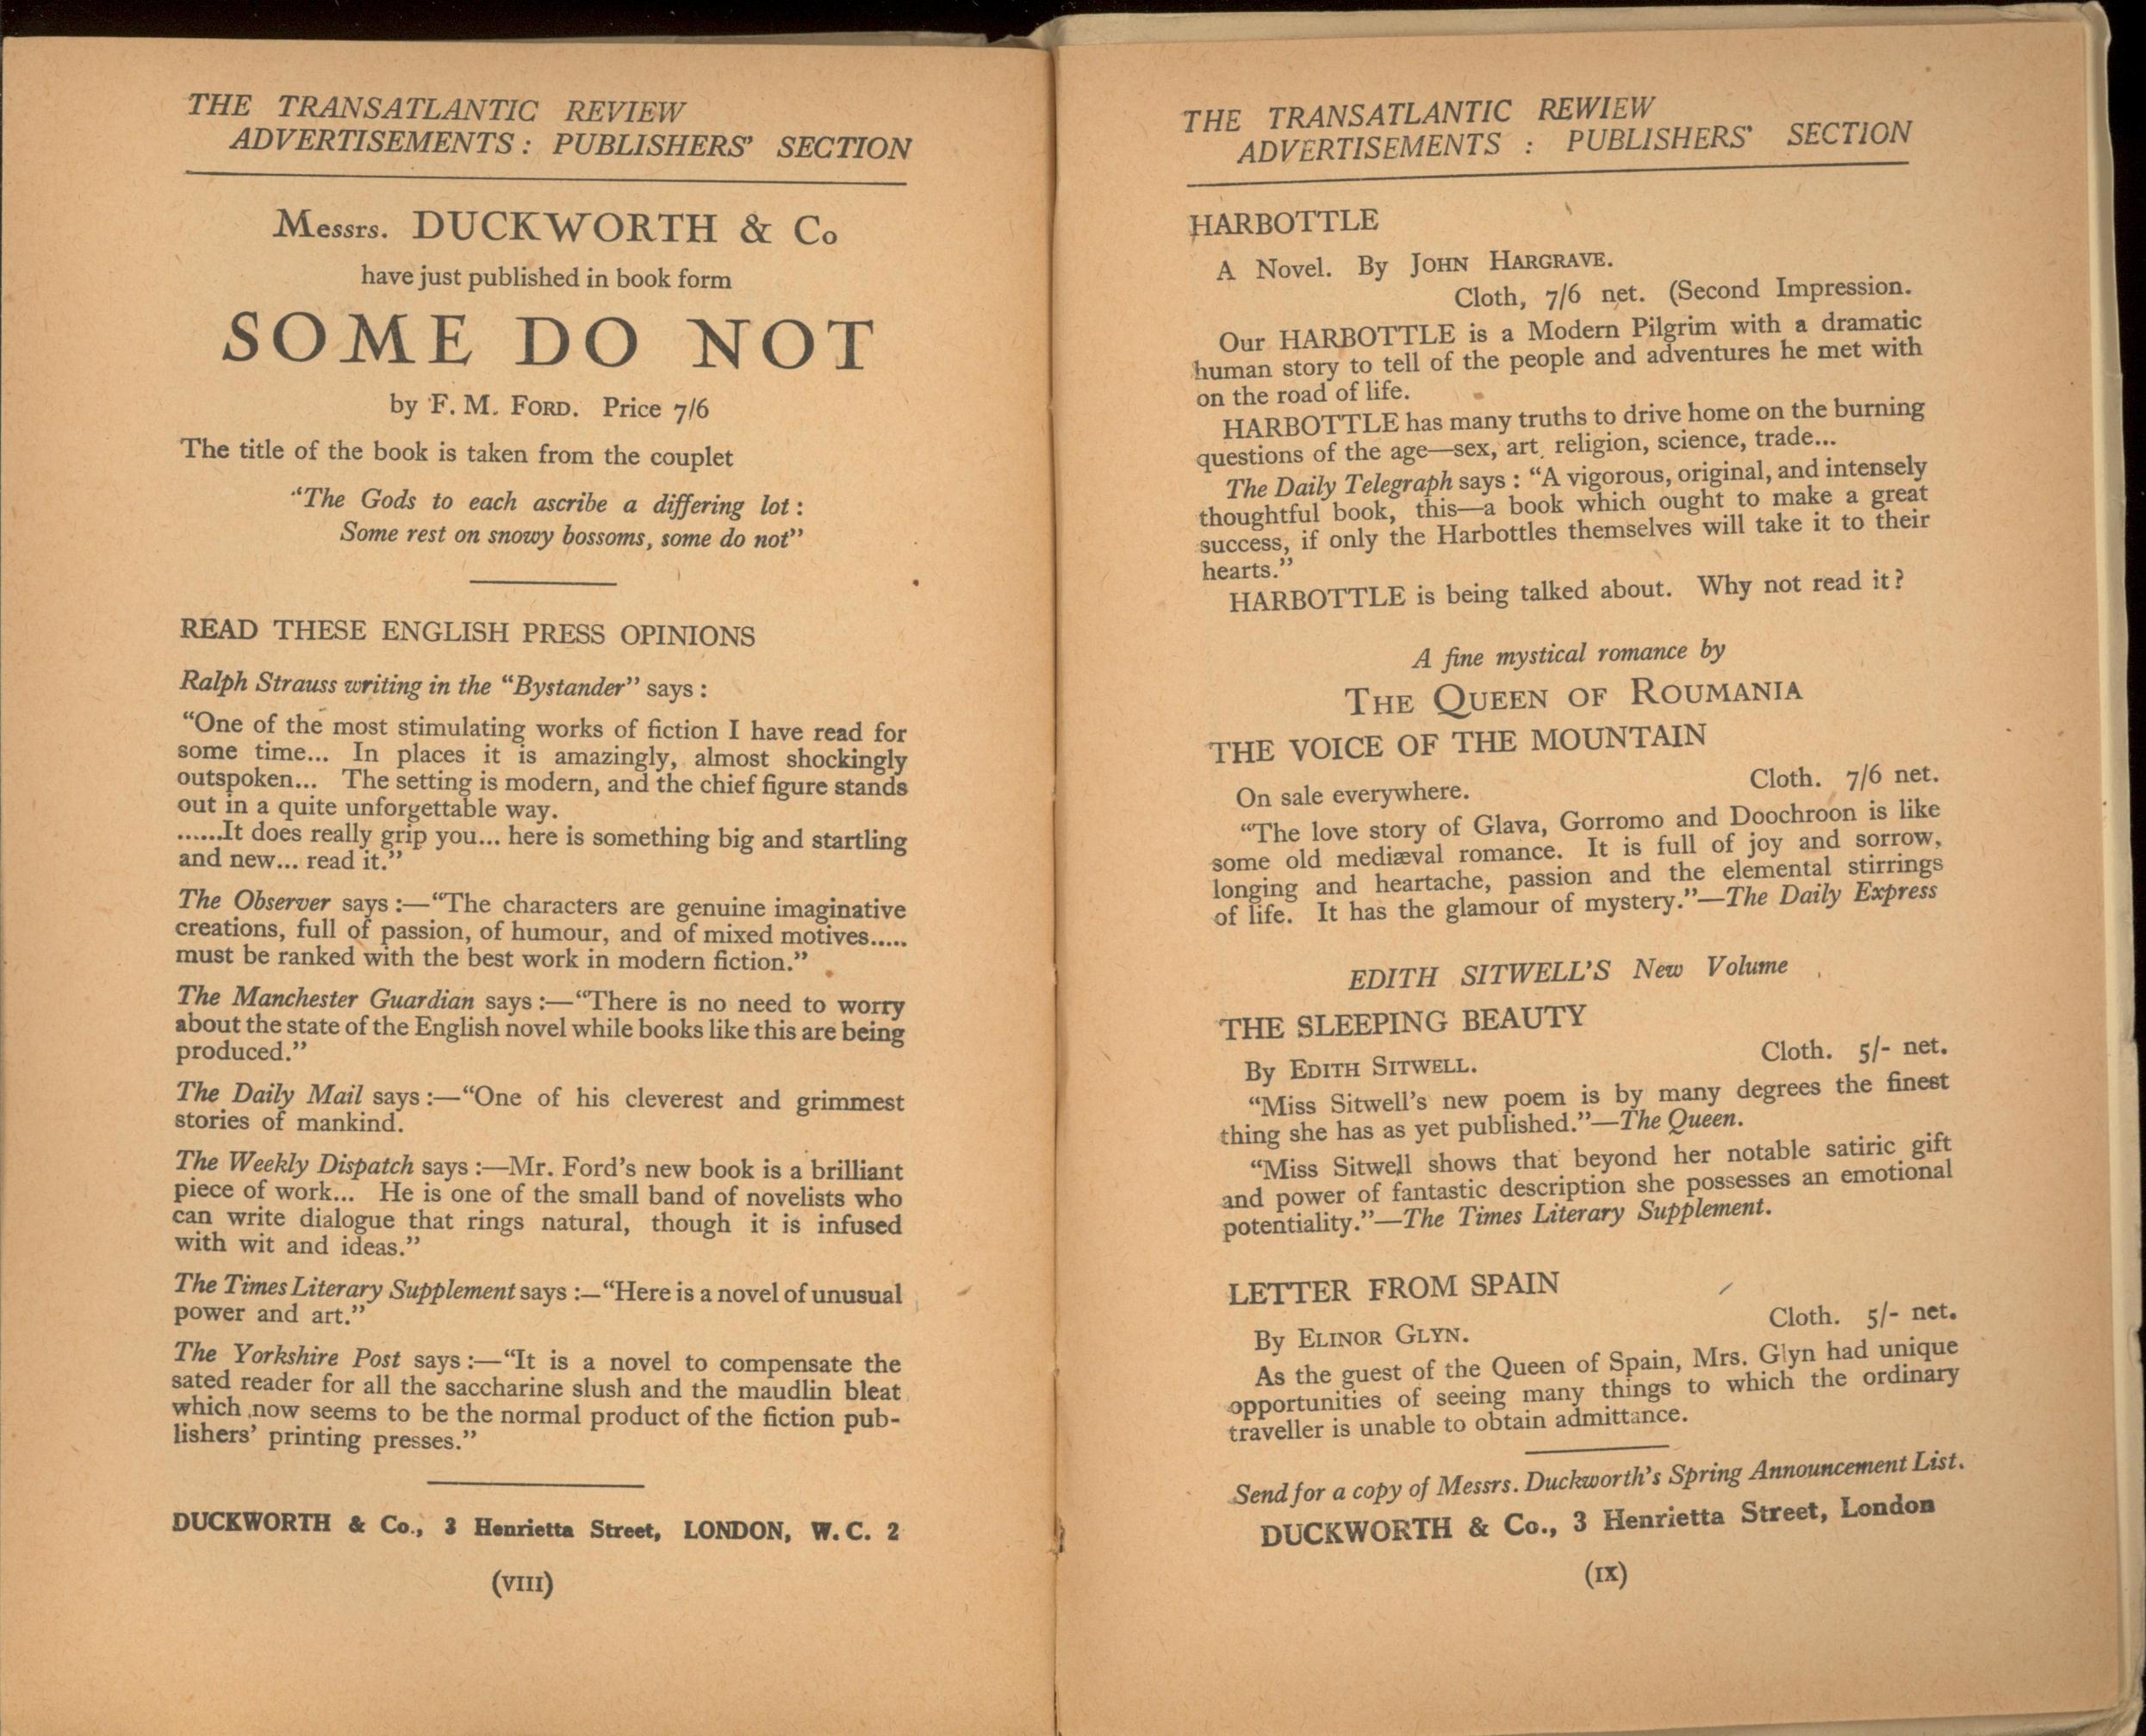 THE TRANSATLANTIC REVIEW
ADVERTISEMENTS : PUBLISHERS' SECTION
Messrs. DUCKWORTH & Co
have just published in book form
SOME DO NOT
by F. M. FORD. Price 7/6
The title of the book is taken from the couplet
"The Gods to each ascribe a differing lot :
Some rest on snowy bossoms, some do not"
READ THESE ENGLISH PRESS OPINIONS
Ralph Strauss writing in the "Bystander" says :
"One of the most stimulating works of fiction I have read for
some time... In places it is amazingly, almost shockingly
outspoken... The setting is modern, and the chief figure stands
out in a quite unforgettable way.
......It does really grip you... here is something big and startling
and new... read it."
The Observer says :—"The characters are genuine imaginative
creations, full of passion, of humour, and of mixed motives.....
must be ranked with the best work in modern fiction."
The Manchester Guardian says :—"There is no need to worry
about the state of the English novel while books like this are being
produced."
The Daily Mail says :—"One of his cleverest and grimmest
stories of mankind.
The Weekly Dispatch says :—Mr. Ford's new book is a brilliant
piece of work... He is one of the small band of novelists who
can write dialogue that rings natural, though it is infused
with wit and ideas."
The Times Literary Supplement says :—"Here is a novel of unusual
power and art."
The Yorkshire Post says :—"It is a novel to compensate the
sated reader for all the saccharine slush and the maudlin bleat
which now seems to be the normal product of the fiction pub-
lishers' printing presses."
DUCKWORTH & Co., 3 Henrietta Street, LONDON, W. C. 2
(VIII)
THE TRANSATLANTIC REWIEW
ADVERTISEMENTS : PUBLISHERS' SECTION
HARBOTTLE
A Novel. By JOHN HARGRAVE.
Cloth, 7/6 net. (Second Impression.
Our HARBOTTLE is a Modern Pilgrim with a dramatic
human story to tell of the people and adventures he met with
on the road of life.
HARBOTTLE has many truths to drive home on the burning
questions of the age—sex, art, religion, science, trade...
The Daily Telegraph says : "A vigorous, original, and intensely
thoughtful book, this—a book which ought to make a great
success, if only the Harbottles themselves will take it to their
hearts."
HARBOTTLE is being talked about. Why not read it?
A fine mystical romance by
THE QUEEN OF ROUMANIA
THE VOICE OF THE MOUNTAIN
On sale everywhere. Cloth. 7/6 net.
"The love story of Glava, Gorromo and Doochroon is like
some old mediæval romance. It is full of joy and sorrow,
longing and heartache, passion and the elemental stirrings
of life. It has the glamour of mystery."—The Daily Express
EDITH SITWELL'S New Volume
THE SLEEPING BEAUTY
By EDITH SITWELL. Cloth. 5/- net.
"Miss Sitwell's new poem is by many degrees the finest
thing she has as yet published."—The Queen.
"Miss Sitwell shows that beyond her notable satiric gift
and power of fantastic description she possesses an emotional
potentiality."—The Times Literary Supplement.
LETTER FROM SPAIN
By ELINOR GLYN. Cloth. 5/- net.
As the guest of the Queen of Spain, Mrs. Glyn had unique
opportunities of seeing many things to which the ordinary
traveller is unable to obtain admittance.
Send for a copy of Messrs. Duckworth's Spring Announcement List.
DUCKWORTH & Co., 3 Henrietta Street, London
(IX)